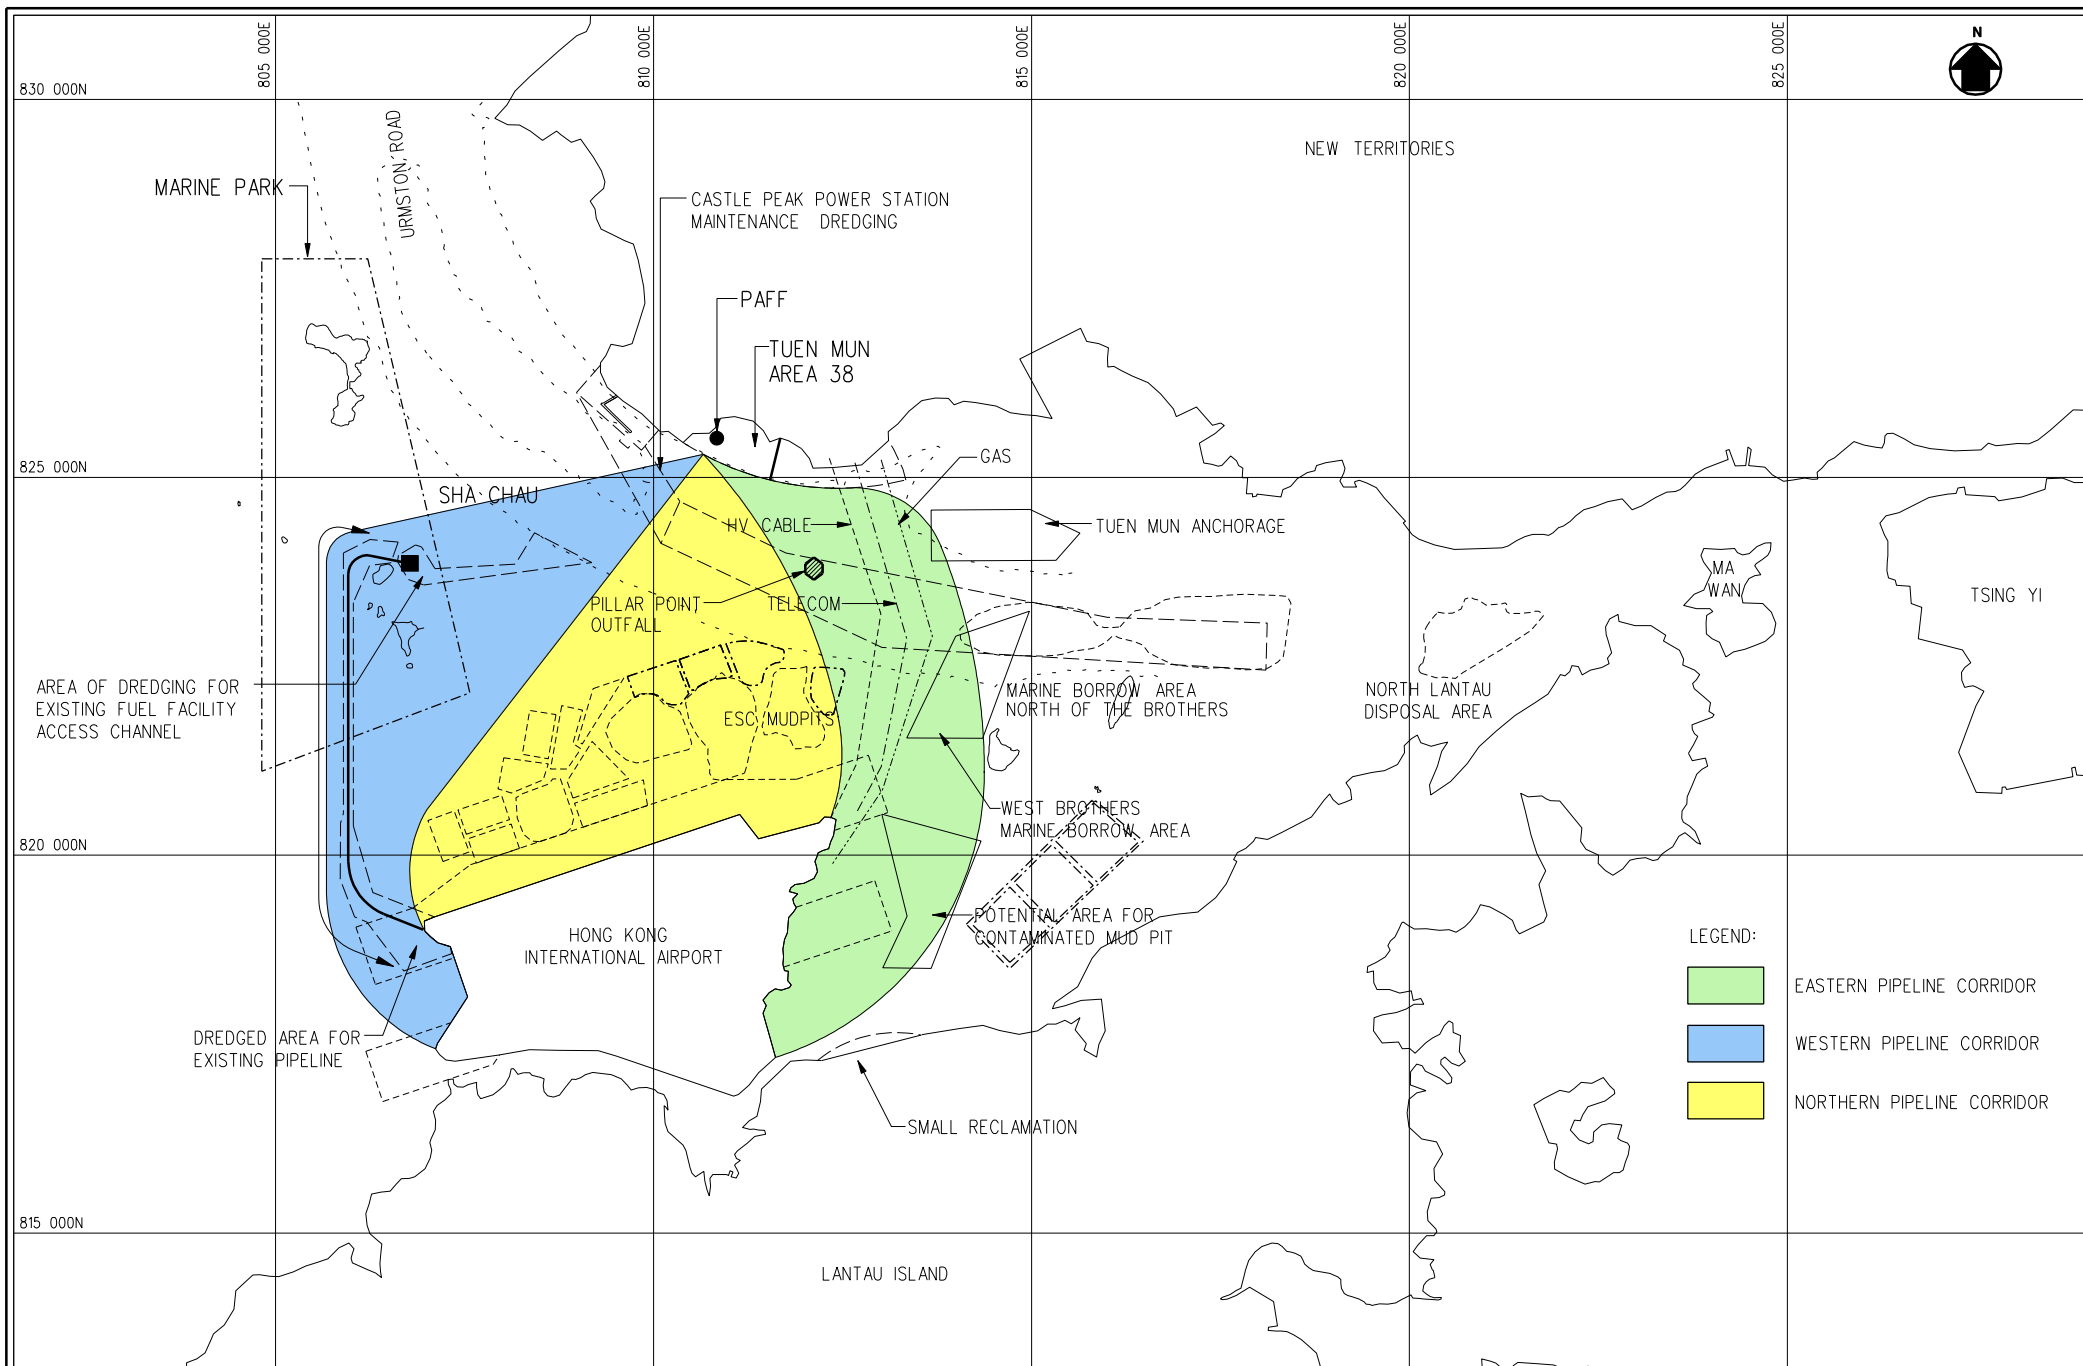 805 000E
810 000E
815 000E
820 000E
825 000E
N
830 000N
NEW TERRITORIES
URMSTON ROAD
MARINE PARK
CASTLE PEAK POWER STATION
MAINTENANCE DREDGING
PAFF
TUEN MUN
AREA 38
GAS
825 000N
SHA CHAU
HV CABLE
TUEN MUN ANCHORAGE
MA
WAN
TSING YI
PILLAR POINT
OUTFALL
TELECOM
AREA OF DREDGING FOR
EXISTING FUEL FACILITY
ACCESS CHANNEL
ESC MUDPITS
MARINE BORROW AREA
NORTH OF THE BROTHERS
NORTH LANTAU
DISPOSAL AREA
WEST BROTHERS
MARINE BORROW AREA
820 000N
POTENTIAL AREA FOR
CONTAMINATED MUD PIT
HONG KONG
INTERNATIONAL AIRPORT
LEGEND:
EASTERN PIPELINE CORRIDOR
WESTERN PIPELINE CORRIDOR
NORTHERN PIPELINE CORRIDOR
DREDGED AREA FOR
EXISTING PIPELINE
SMALL RECLAMATION
815 000N
LANTAU ISLAND